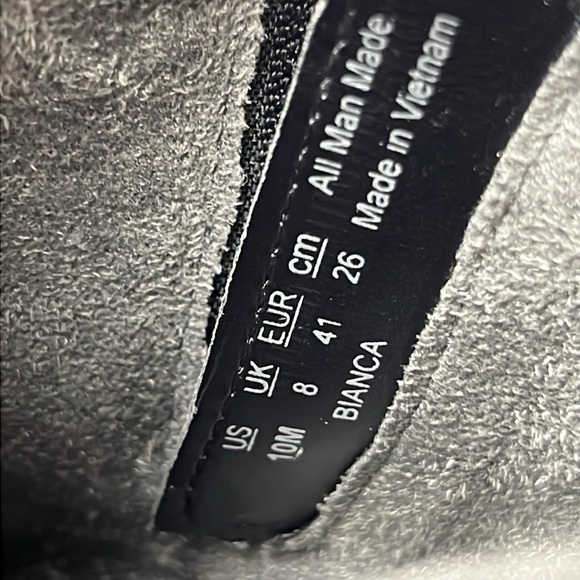 US UK EUR cm All Man Made
10M 8 41 26 Made in Vietnam
BIANCA